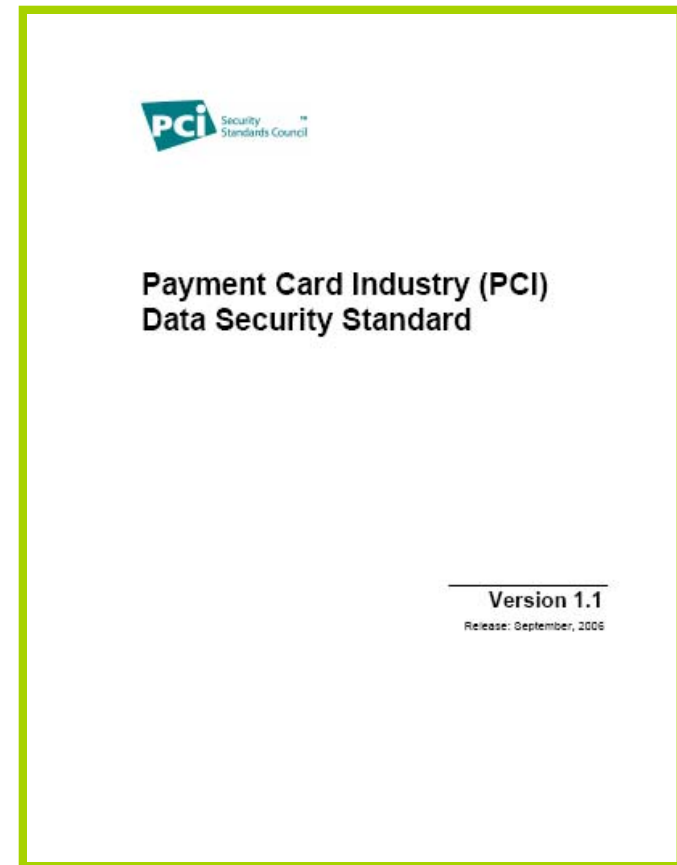 PCI Security ™
Standards Council
Payment Card Industry (PCI)
Data Security Standard
Version 1.1
Release: September, 2006